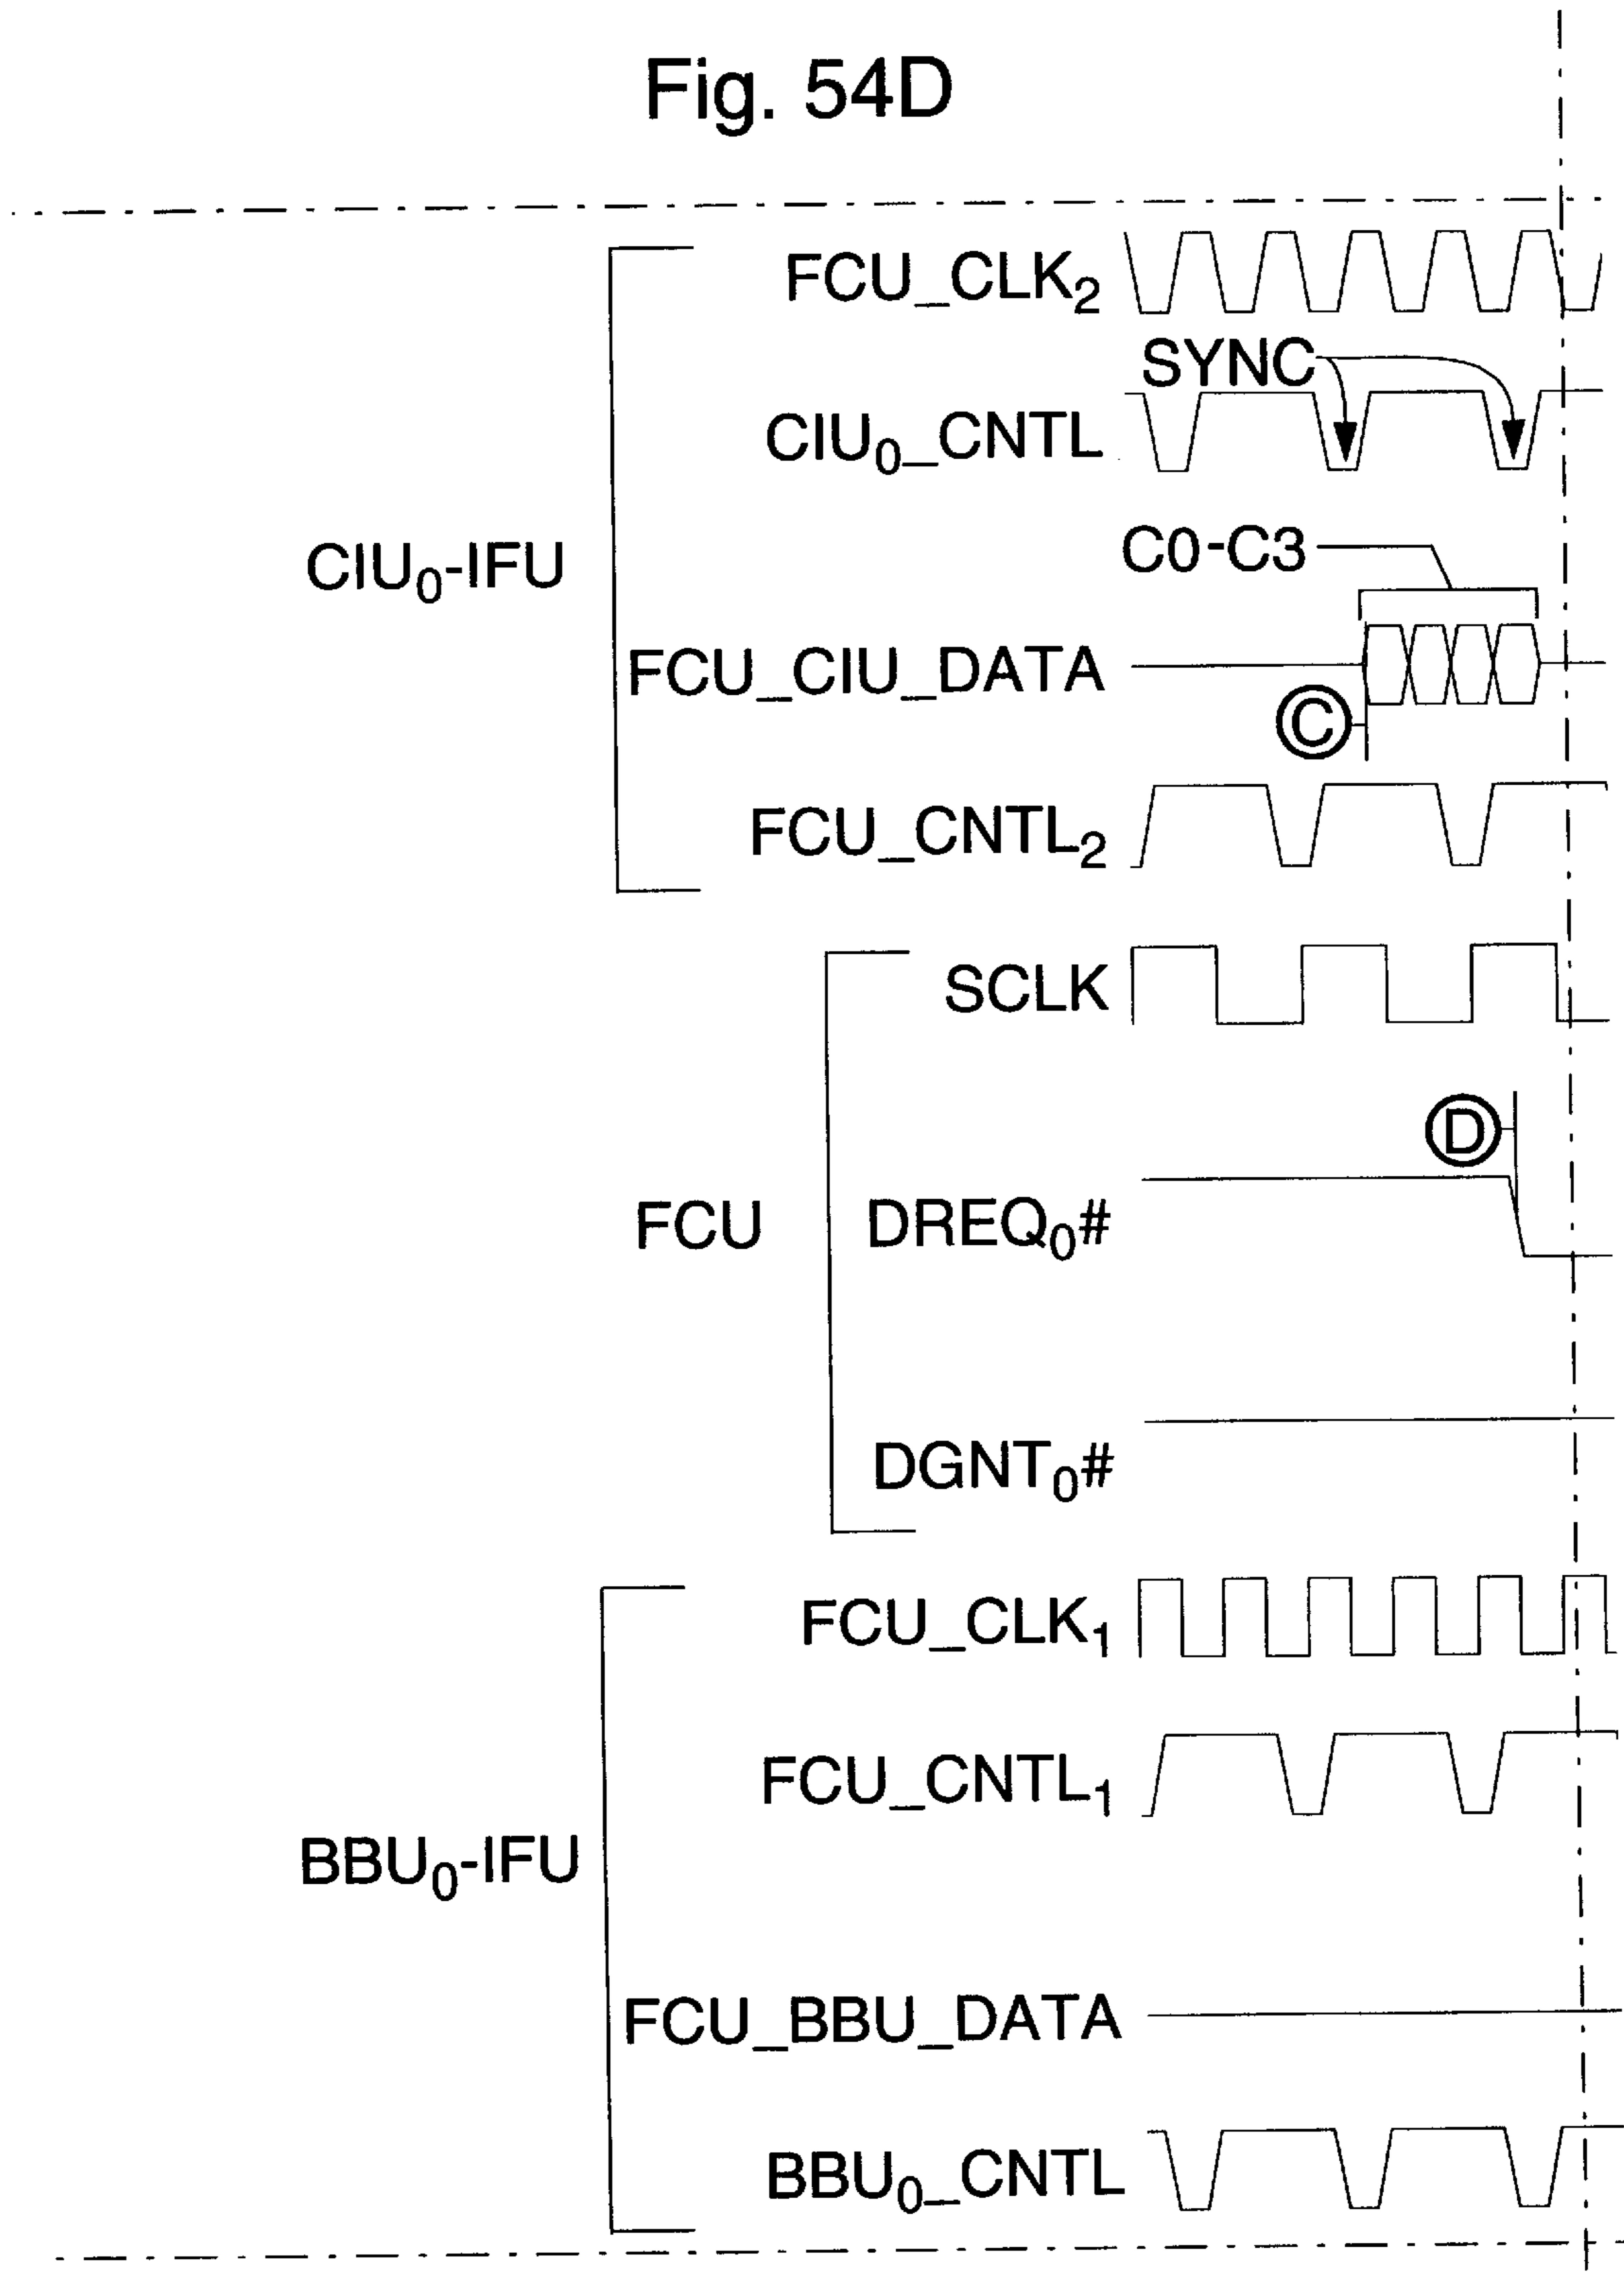 Fig. 54D
FCU_CLK₂
SYNC
CIU₀_CNTL
C0-C3
CIU₀-IFU
FCU_CIU_DATA
C
FCU_CNTL₂
SCLK
D
FCU
DREQ₀#
DGNT₀#
FCU_CLK₁
FCU_CNTL₁
BBU₀-IFU
FCU_BBU_DATA
BBU₀_CNTL